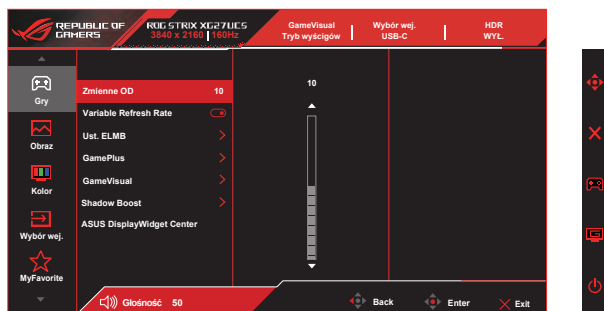 REPUBLIC OF
GAMERS
ROG STRIX XG27UCS
3840 x 2160 160Hz
GameVisual
Tryb wyścigów
Wybór wej.
USB-C
HDR
WYŁ.
Gry
Obraz
Kolor
Wybór wej.
MyFavorite
Zmienne OD 10
Variable Refresh Rate
Ust. ELMB
GamePlus
GameVisual
Shadow Boost
ASUS DisplayWidget Center
10
Głośność 50
Back
Enter
Exit